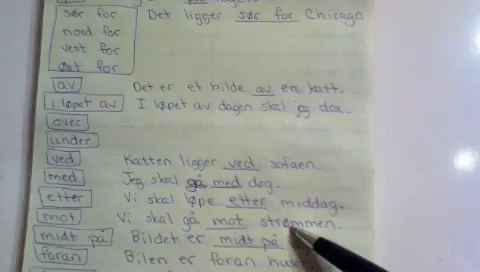 på
sør for Det ligger sør for Chicago
nord for
vest for
øst for
av Det er et bilde av en katt.
i løpet av I løpet av dagen skal jeg dra.
over
under
ved Katten ligger ved sofaen.
med Jeg skal gå med deg.
etter Vi skal løpe etter middag.
mot Vi skal gå mot strømmen.
midt på Bildet er midt på
foran Bilen er foran